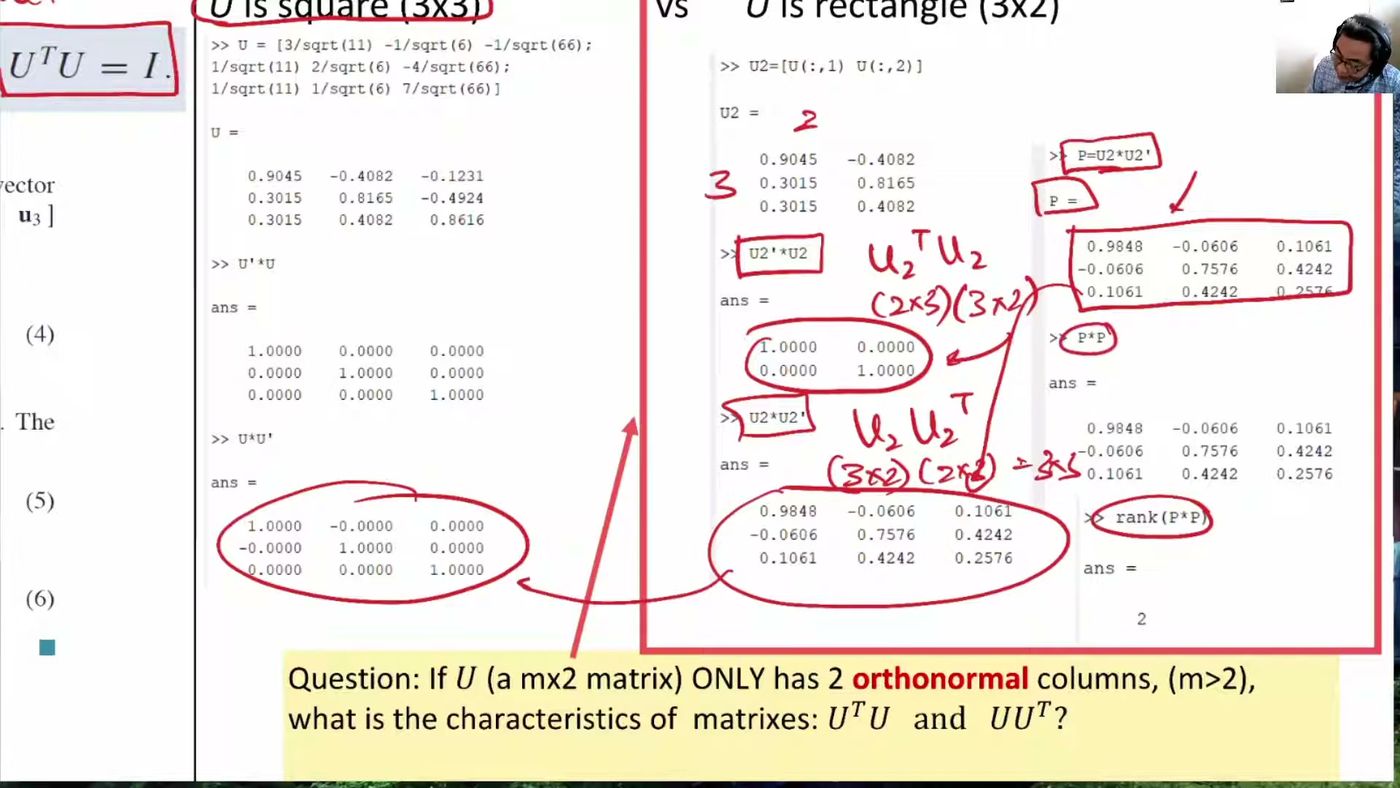 U is square (3x3)
vs U is rectangle (3x2)
UᵀU = I.
vector
u₃ ]
(4)
. The
(5)
(6)
>> U = [3/sqrt(11) -1/sqrt(6) -1/sqrt(66);
1/sqrt(11) 2/sqrt(6) -4/sqrt(66);
1/sqrt(11) 1/sqrt(6) 7/sqrt(66)]
U =
0.9045 -0.4082 -0.1231
0.3015 0.8165 -0.4924
0.3015 0.4082 0.8616
>> U'*U
ans =
1.0000 0.0000 0.0000
0.0000 1.0000 0.0000
0.0000 0.0000 1.0000
>> U*U'
ans =
1.0000 -0.0000 0.0000
-0.0000 1.0000 0.0000
0.0000 0.0000 1.0000
>> U2=[U(:,1) U(:,2)]
U2 =
2
3
0.9045 -0.4082
0.3015 0.8165
0.3015 0.4082
>> U2'*U2
U₂ᵀU₂
(2x3)(3x2)
ans =
1.0000 0.0000
0.0000 1.0000
>> U2*U2'
U₂U₂ᵀ
(3x2)(2x3) = 3x3
ans =
0.9848 -0.0606 0.1061
-0.0606 0.7576 0.4242
0.1061 0.4242 0.2576
>> P=U2*U2'
P =
0.9848 -0.0606 0.1061
-0.0606 0.7576 0.4242
0.1061 0.4242 0.2576
>> P*P
ans =
0.9848 -0.0606 0.1061
-0.0606 0.7576 0.4242
0.1061 0.4242 0.2576
>> rank(P*P)
ans =
2
Question: If U (a mx2 matrix) ONLY has 2 orthonormal columns, (m>2),
what is the characteristics of matrixes: UᵀU and UUᵀ?